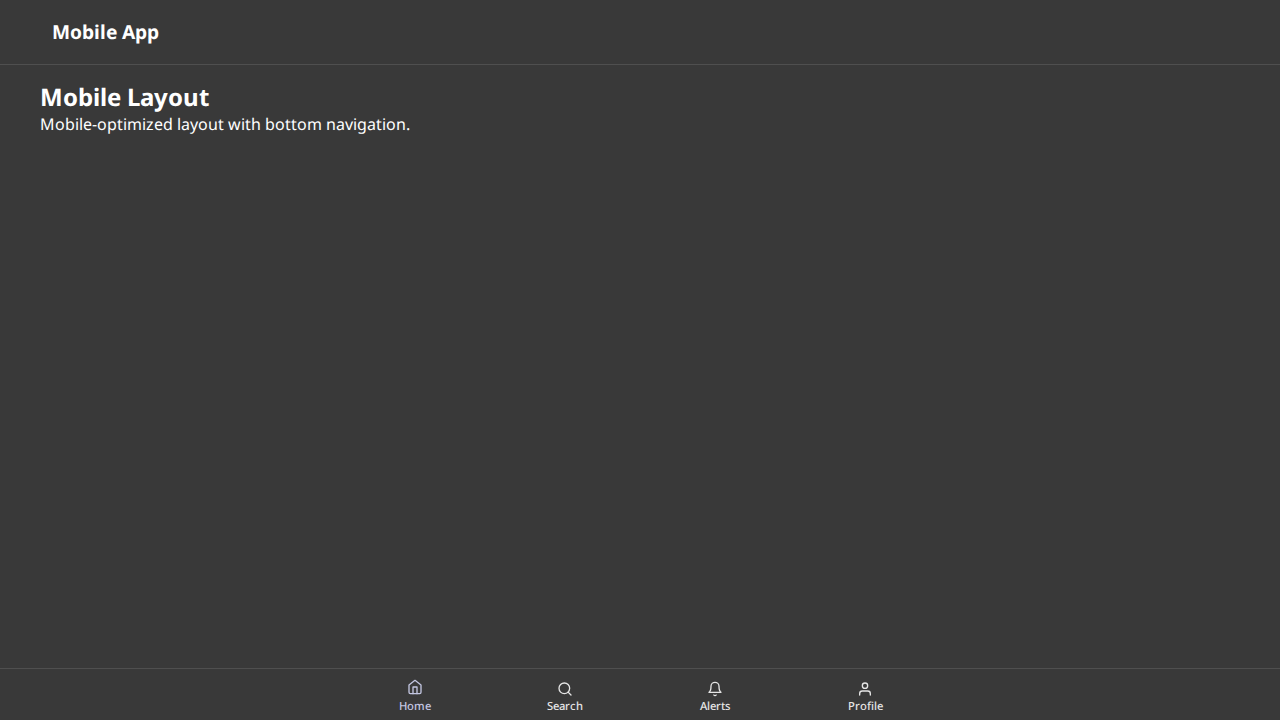 Mobile App
Mobile Layout
Mobile-optimized layout with bottom navigation.
Home
Search
Alerts
Profile